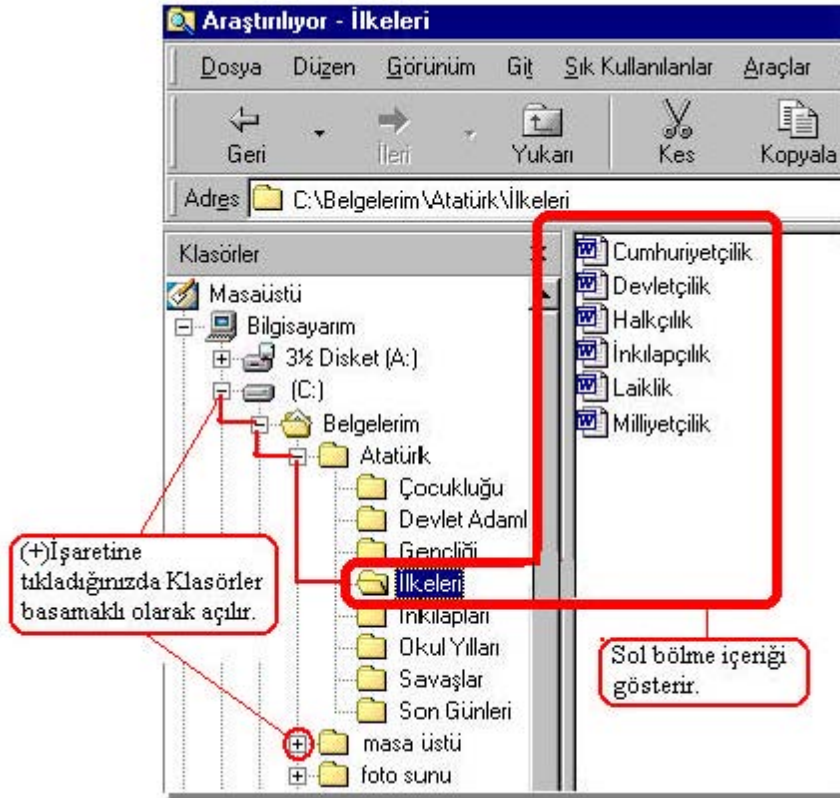 Araştırılıyor - İlkeleri
Dosya Düzen Görünüm Git Sık Kullanılanlar Araçlar
Geri İleri Yukarı Kes Kopyala
Adres C:\Belgelerim\Atatürk\İlkeleri
Klasörler
Masaüstü
Bilgisayarım
3½ Disket (A:)
(C:)
Belgelerim
Atatürk
Çocukluğu
Devlet Adaml
Gençliği
İlkeleri
İnkılapları
Okul Yılları
Savaşlar
Son Günleri
masa üstü
foto sunu
Cumhuriyetçilik
Devletçilik
Halkçılık
İnkılapçılık
Laiklik
Milliyetçilik
(+)İşaretine
tıkladığınızda Klasörler
basamaklı olarak açılır.
Sol bölme içeriği
gösterir.